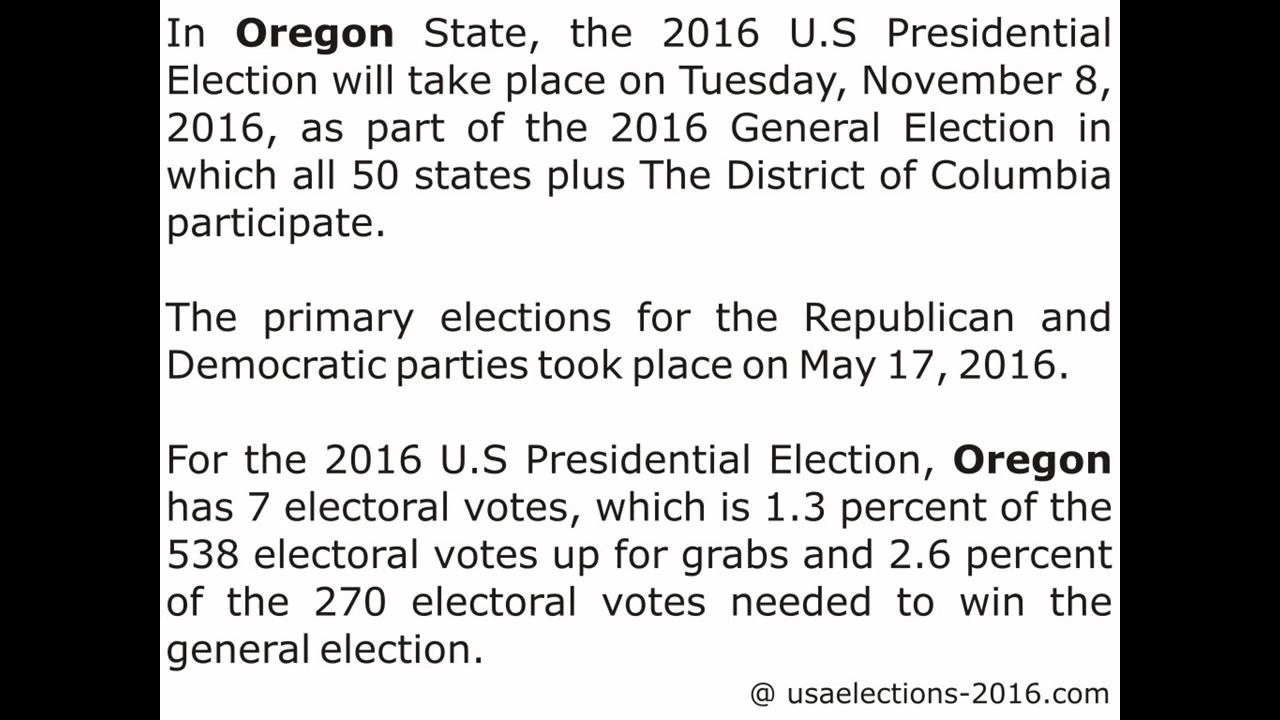 In Oregon State, the 2016 U.S Presidential
Election will take place on Tuesday, November 8,
2016, as part of the 2016 General Election in
which all 50 states plus The District of Columbia
participate.
The primary elections for the Republican and
Democratic parties took place on May 17, 2016.
For the 2016 U.S Presidential Election, Oregon
has 7 electoral votes, which is 1.3 percent of the
538 electoral votes up for grabs and 2.6 percent
of the 270 electoral votes needed to win the
general election.
@ usaelections-2016.com